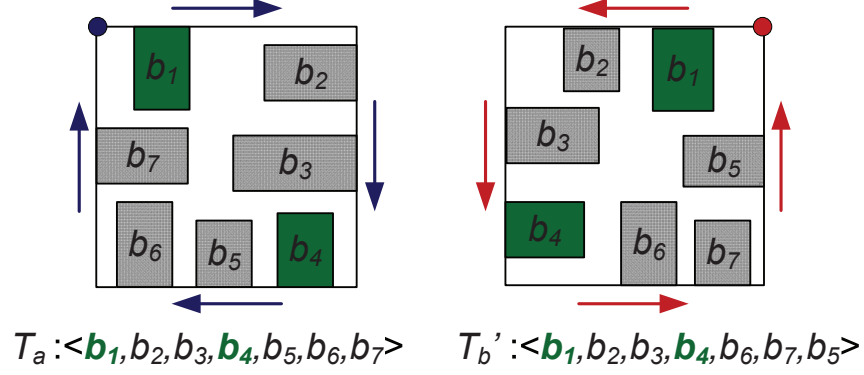 b1 b2
b7 b3
b6 b5 b4
Ta :<b1,b2,b3,b4,b5,b6,b7>
b2 b1
b3 b5
b4 b6 b7
Tb' :<b1,b2,b3,b4,b6,b7,b5>